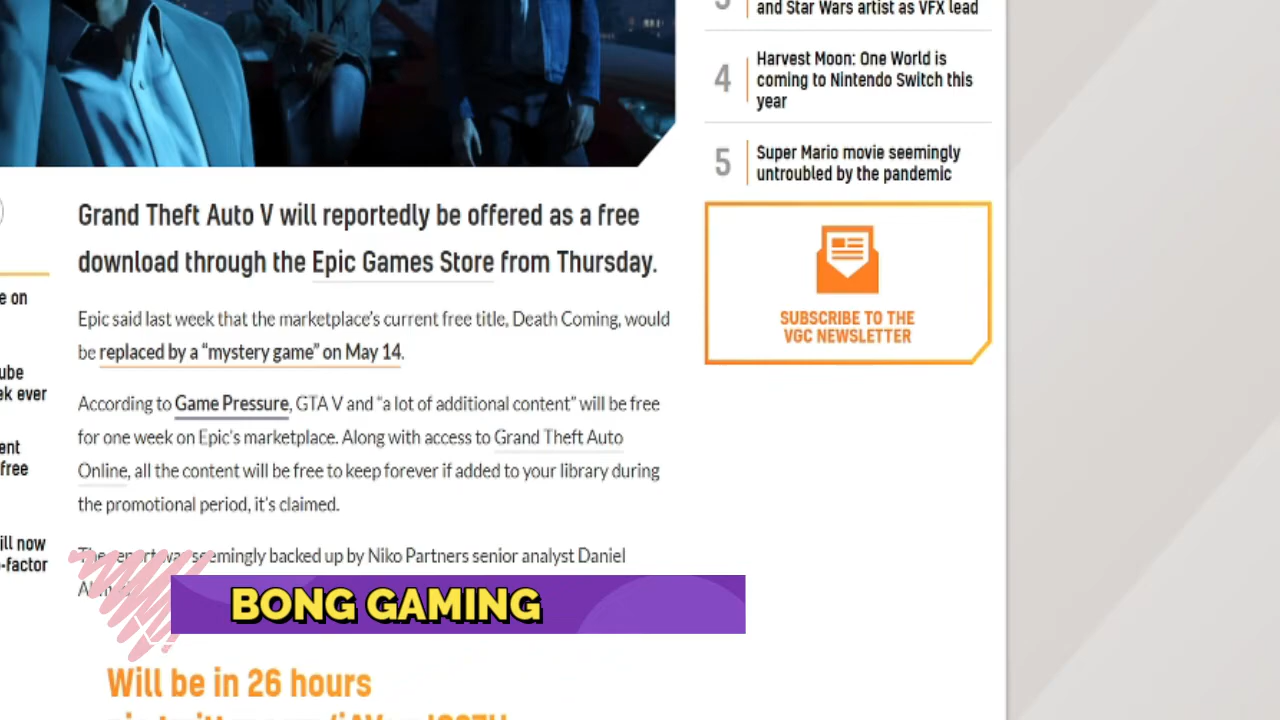 and Star Wars artist as VFX lead
4
Harvest Moon: One World is
coming to Nintendo Switch this
year
5
Super Mario movie seemingly
untroubled by the pandemic
SUBSCRIBE TO THE
VGC NEWSLETTER
Grand Theft Auto V will reportedly be offered as a free
download through the Epic Games Store from Thursday.
Epic said last week that the marketplace's current free title, Death Coming, would
be replaced by a “mystery game” on May 14.
According to Game Pressure, GTA V and “a lot of additional content” will be free
for one week on Epic's marketplace. Along with access to Grand Theft Auto
Online, all the content will be free to keep forever if added to your library during
the promotional period, it's claimed.
The report was seemingly backed up by Niko Partners senior analyst Daniel
e on
ube
ek ever
ent
free
ill now
-factor
BONG GAMING
Will be in 26 hours